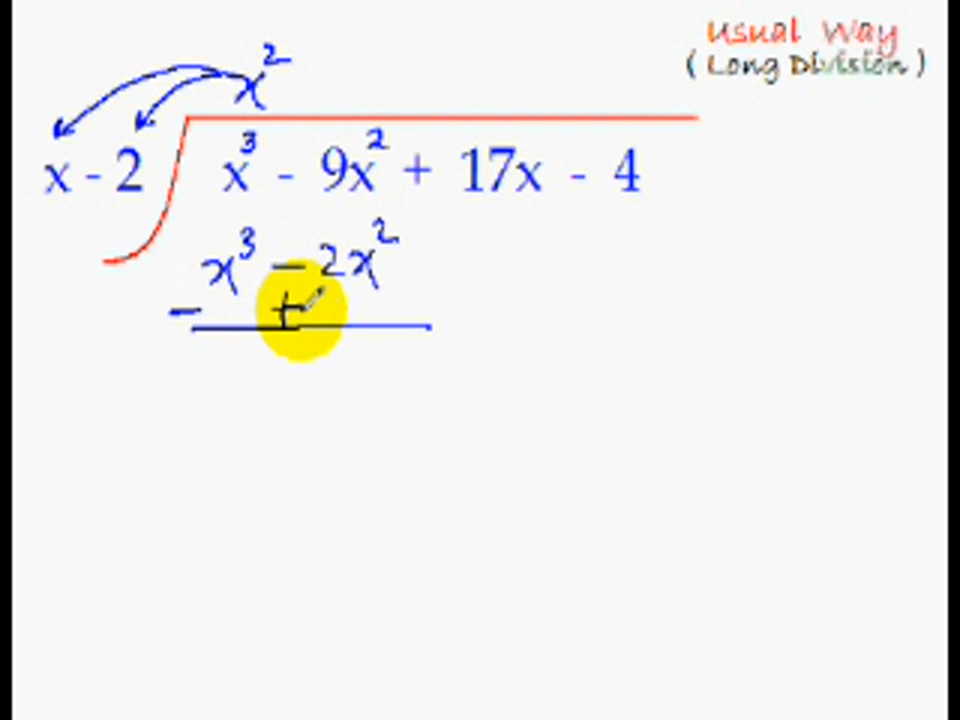 Usual Way
(Long Division)
x²
x - 2 x³ - 9x² + 17x - 4
x³ - 2x²
- +